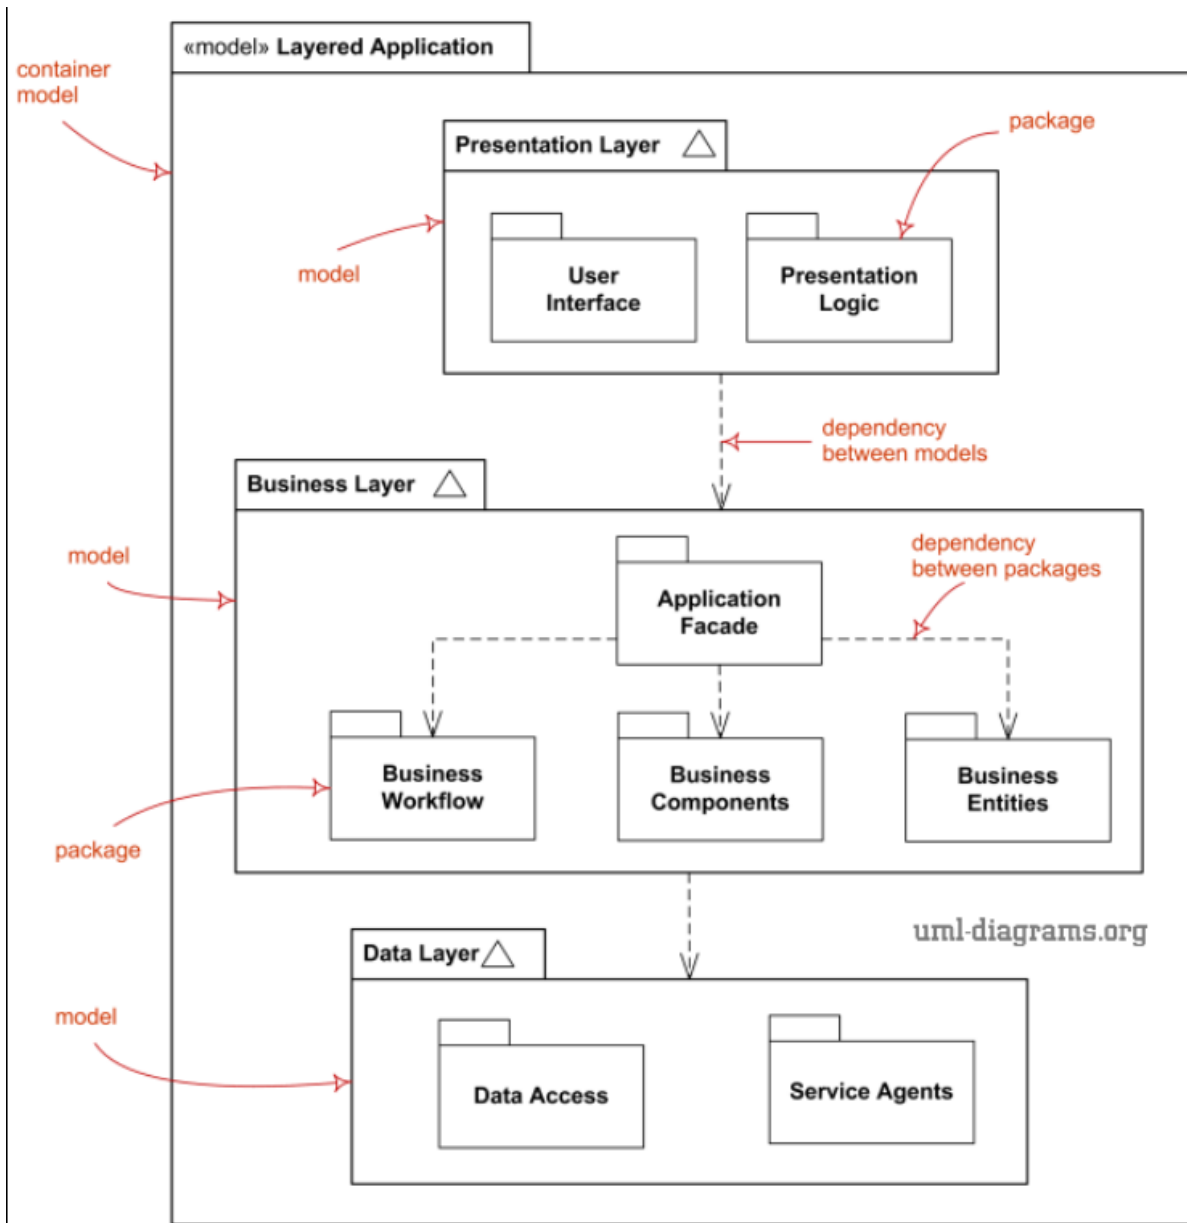 «model» Layered Application
container
model
package
Presentation Layer
model
User
Interface
Presentation
Logic
dependency
between models
Business Layer
model
dependency
between packages
Application
Facade
Business
Workflow
Business
Components
Business
Entities
package
uml-diagrams.org
Data Layer
model
Data Access
Service Agents